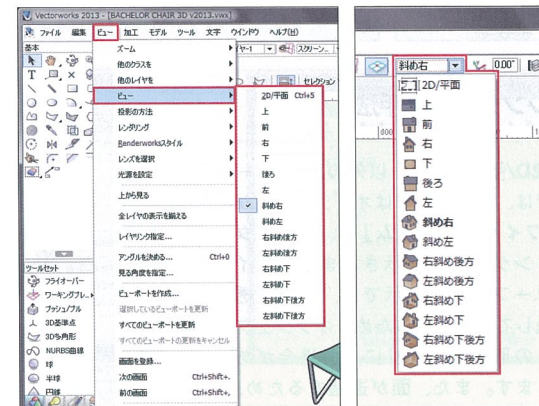 Vectorworks 2013 - [BACHELOR CHAIR 3D v2013.vwx]
ファイル 編集 ビュー 加工 モデル ツール 文字 ウインドウ ヘルプ(H)
基本
ズーム
他のクラスを
他のレイヤを
ビュー
投影の方法
レンダリング
Renderworksスタイル
レンズを選択
光源を設定
上から見る
全レイヤの表示を揃える
レイヤリンク指定...
アングルを決める... Ctrl+0
見る角度を指定...
ビューポートを作成...
選択しているビューポートを更新
すべてのビューポートを更新
すべてのビューポートの更新をキャンセル
画面を登録...
次の画面 Ctrl+Shift+.
前の画面 Ctrl+Shift+,
2D/平面 Ctrl+5
上
前
右
下
後ろ
左
斜め右
斜め左
右斜め後方
左斜め後方
右斜め下
左斜め下
右斜め下後方
左斜め下後方
スクリーン...
セレクション
ツールセット
フライオーバー
ワーキングプレ...
プッシュ/プル
3D基準点
3D多角形
NURBS曲線
球
半球
円錐
斜め右 0.00°
2D/平面
上
前
右
下
後ろ
左
斜め右
斜め左
右斜め後方
左斜め後方
右斜め下
左斜め下
右斜め下後方
左斜め下後方